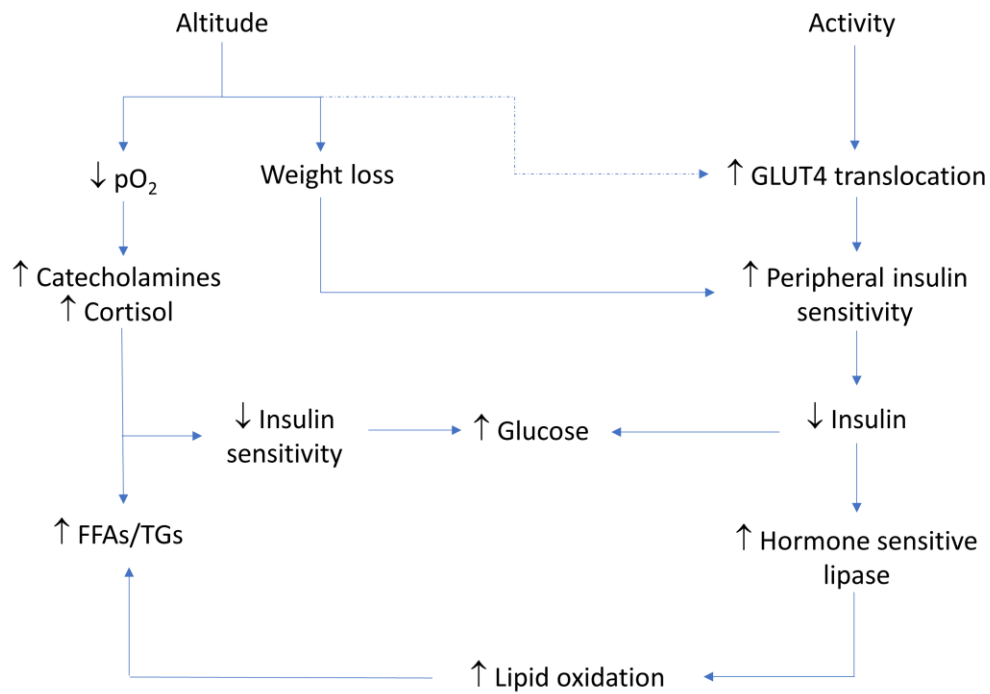 Altitude
Activity
↓ pO₂
Weight loss
↑ GLUT4 translocation
↑ Catecholamines
↑ Cortisol
↑ Peripheral insulin
sensitivity
↓ Insulin
sensitivity
↑ Glucose
↓ Insulin
↑ FFAs/TGs
↑ Hormone sensitive
lipase
↑ Lipid oxidation